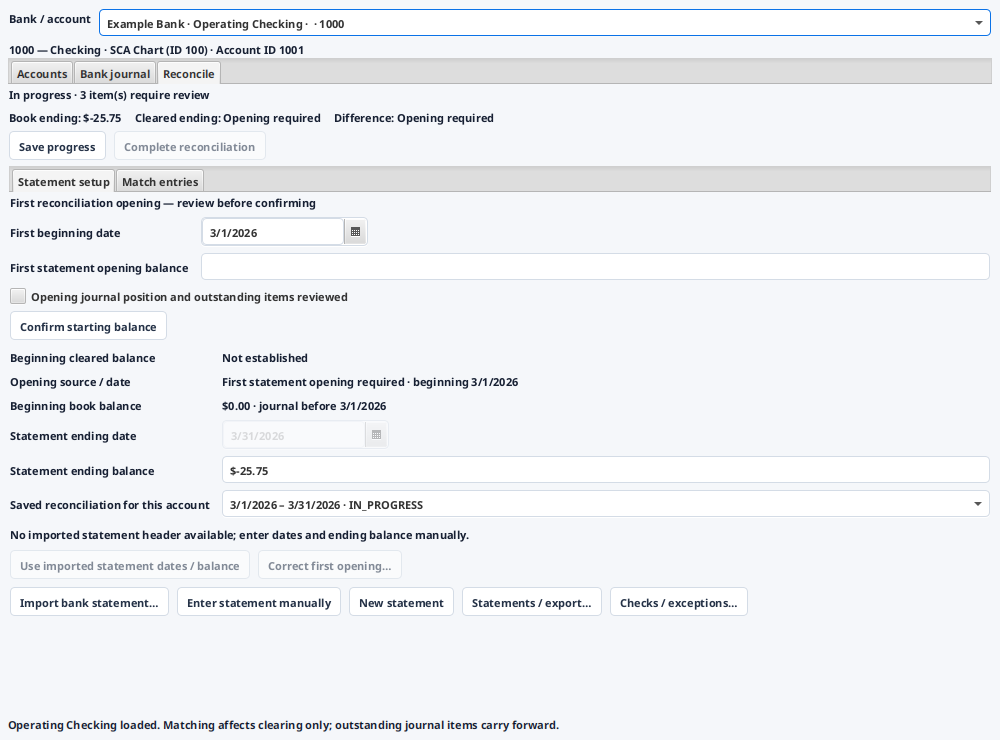 Bank / account
Example Bank · Operating Checking · · 1000
1000 — Checking · SCA Chart (ID 100) · Account ID 1001
Accounts Bank journal Reconcile
In progress · 3 item(s) require review
Book ending: $-25.75 Cleared ending: Opening required Difference: Opening required
Save progress Complete reconciliation
Statement setup Match entries
First reconciliation opening — review before confirming
First beginning date 3/1/2026
First statement opening balance
Opening journal position and outstanding items reviewed
Confirm starting balance
Beginning cleared balance Not established
Opening source / date First statement opening required · beginning 3/1/2026
Beginning book balance $0.00 · journal before 3/1/2026
Statement ending date 3/31/2026
Statement ending balance $-25.75
Saved reconciliation for this account 3/1/2026 – 3/31/2026 · IN_PROGRESS
No imported statement header available; enter dates and ending balance manually.
Use imported statement dates / balance Correct first opening...
Import bank statement... Enter statement manually New statement Statements / export... Checks / exceptions...
Operating Checking loaded. Matching affects clearing only; outstanding journal items carry forward.